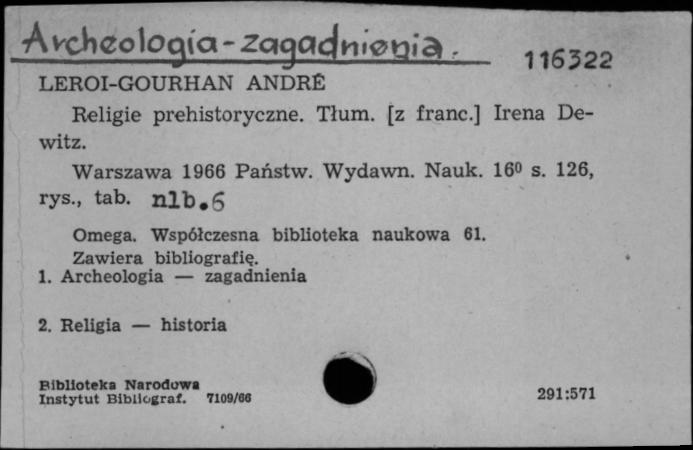 Archeologia - zagadnienia.
116322
LEROI-GOURHAN ANDRÉ
Religie prehistoryczne. Tłum. [z franc.] Irena De-
witz.
Warszawa 1966 Państw. Wydawn. Nauk. 16⁰ s. 126,
rys., tab. nlb.6
Omega. Współczesna biblioteka naukowa 61.
Zawiera bibliografię.
1. Archeologia — zagadnienia
2. Religia — historia
Biblioteka Narodowa
Instytut Bibliograf. 7109/66
291:571